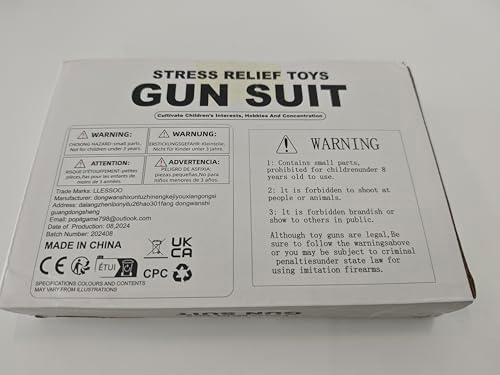 STRESS RELIEF TOYS
GUN SUIT
Cultivate Children's Interests, Hobbies And Concentration
WARNING:
CHOKING HAZARD-small parts.
Not for children under 3 years.
WARNUNG:
ERSTICKUNGSGEFAHR-Kleinteile.
Nicht für Kinder unter 3 Jahre.
ATTENTION:
RISQUE D'ÉTOUFFEMENT-petites
pièces.Pas pour les enfants de
moins de 3 années.
ADVERTENCIA:
PELIGRO DE ASFIXIA:
piezas pequeñas.No para
niños menores de 3 años.
Trade Marks: LLESSOO
Manufacturer: dongwanshixuntuzhinengkejiyouxiangongsi
Address: dalangzhenbaiyilu26hao301fang dongwanshi
guangdongsheng
Email: popitgame798@outlook.com
Date of Production: 08,2024
Batch Number: 202408
MADE IN CHINA
CE
ÉTUI
UK
CA
CPC
SPECIFICATIONS COLOURS AND CONTENTS
MAY VARY FROM ILLUSTRATIONS
WARNING
1: Contains small parts,
prohibited for childrenunder 8
years old to use.
2: It is forbidden to shoot at
people or animals.
3: It is forbidden brandish or
show to others in public.
Although toy guns are legal,Be
sure to follow the warningsabove
or you may be subject to criminal
penaltiesunder state law for
using imitation firearms.
GUN SUIT